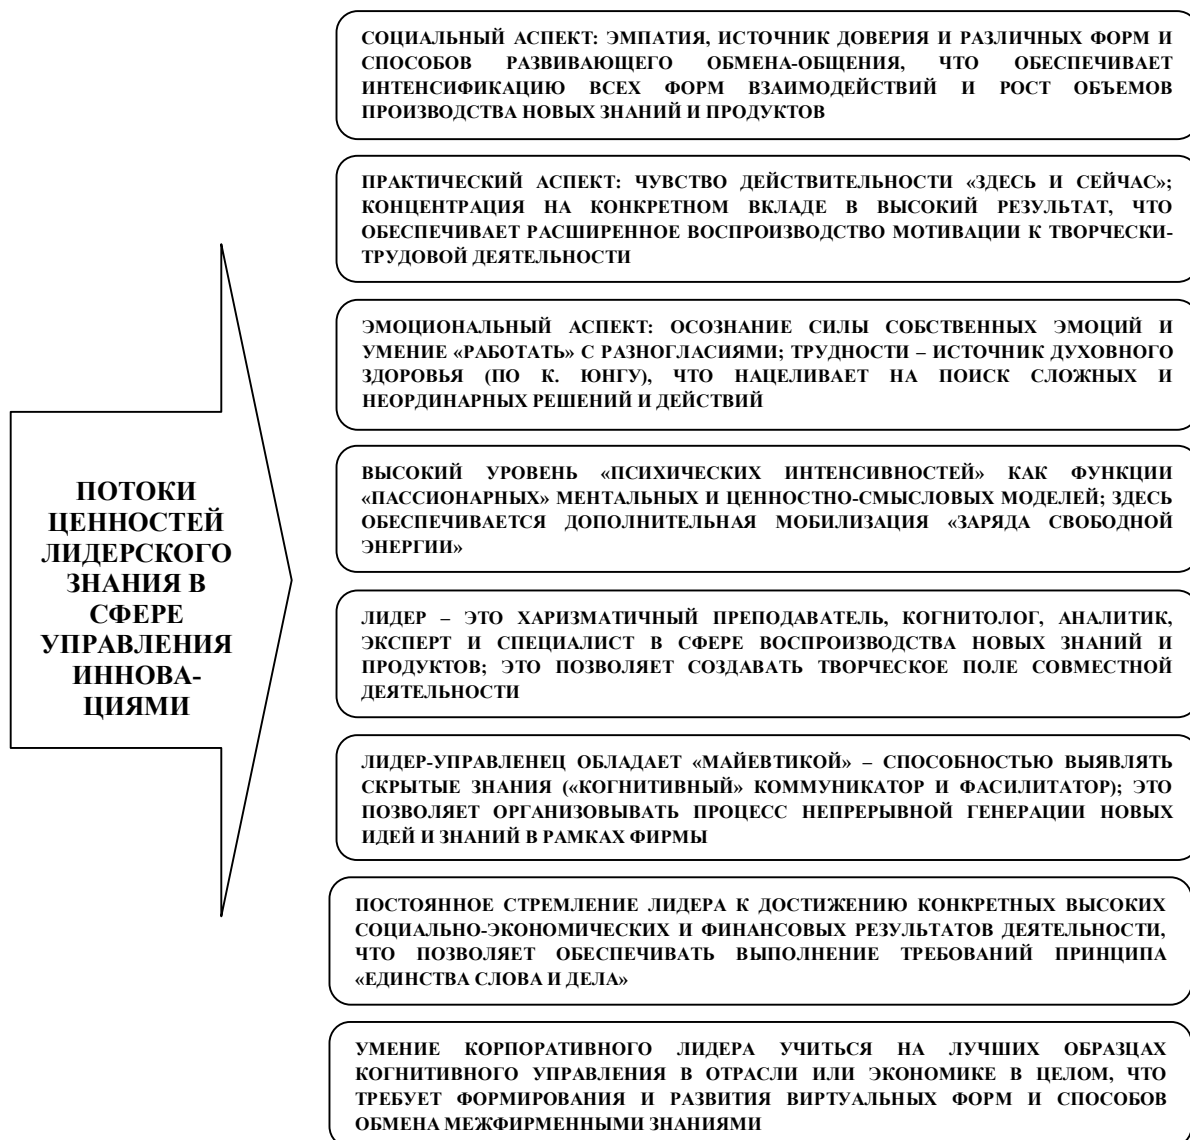 СОЦИАЛЬНЫЙ АСПЕКТ: ЭМПАТИЯ, ИСТОЧНИК ДОВЕРИЯ И РАЗЛИЧНЫХ ФОРМ И
СПОСОБОВ РАЗВИВАЮЩЕГО ОБМЕНА-ОБЩЕНИЯ, ЧТО ОБЕСПЕЧИВАЕТ
ИНТЕНСИФИКАЦИЮ ВСЕХ ФОРМ ВЗАИМОДЕЙСТВИЙ И РОСТ ОБЪЕМОВ
ПРОИЗВОДСТВА НОВЫХ ЗНАНИЙ И ПРОДУКТОВ
ПРАКТИЧЕСКИЙ АСПЕКТ: ЧУВСТВО ДЕЙСТВИТЕЛЬНОСТИ «ЗДЕСЬ И СЕЙЧАС»;
КОНЦЕНТРАЦИЯ НА КОНКРЕТНОМ ВКЛАДЕ В ВЫСОКИЙ РЕЗУЛЬТАТ, ЧТО
ОБЕСПЕЧИВАЕТ РАСШИРЕННОЕ ВОСПРОИЗВОДСТВО МОТИВАЦИИ К ТВОРЧЕСКИ-
ТРУДОВОЙ ДЕЯТЕЛЬНОСТИ
ЭМОЦИОНАЛЬНЫЙ АСПЕКТ: ОСОЗНАНИЕ СИЛЫ СОБСТВЕННЫХ ЭМОЦИЙ И
УМЕНИЕ «РАБОТАТЬ» С РАЗНОГЛАСИЯМИ; ТРУДНОСТИ – ИСТОЧНИК ДУХОВНОГО
ЗДОРОВЬЯ (ПО К. ЮНГУ), ЧТО НАЦЕЛИВАЕТ НА ПОИСК СЛОЖНЫХ И
НЕОРДИНАРНЫХ РЕШЕНИЙ И ДЕЙСТВИЙ
ВЫСОКИЙ УРОВЕНЬ «ПСИХИЧЕСКИХ ИНТЕНСИВНОСТЕЙ» КАК ФУНКЦИИ
«ПАССИОНАРНЫХ» МЕНТАЛЬНЫХ И ЦЕННОСТНО-СМЫСЛОВЫХ МОДЕЛЕЙ; ЗДЕСЬ
ОБЕСПЕЧИВАЕТСЯ ДОПОЛНИТЕЛЬНАЯ МОБИЛИЗАЦИЯ «ЗАРЯДА СВОБОДНОЙ
ЭНЕРГИИ»
ПОТОКИ
ЦЕННОСТЕЙ
ЛИДЕРСКОГО
ЗНАНИЯ В
СФЕРЕ
УПРАВЛЕНИЯ
ИННОВА-
ЦИЯМИ
ЛИДЕР – ЭТО ХАРИЗМАТИЧНЫЙ ПРЕПОДАВАТЕЛЬ, КОГНИТОЛОГ, АНАЛИТИК,
ЭКСПЕРТ И СПЕЦИАЛИСТ В СФЕРЕ ВОСПРОИЗВОДСТВА НОВЫХ ЗНАНИЙ И
ПРОДУКТОВ; ЭТО ПОЗВОЛЯЕТ СОЗДАВАТЬ ТВОРЧЕСКОЕ ПОЛЕ СОВМЕСТНОЙ
ДЕЯТЕЛЬНОСТИ
ЛИДЕР-УПРАВЛЕНЕЦ ОБЛАДАЕТ «МАЙЕВТИКОЙ» – СПОСОБНОСТЬЮ ВЫЯВЛЯТЬ
СКРЫТЫЕ ЗНАНИЯ («КОГНИТИВНЫЙ» КОММУНИКАТОР И ФАСИЛИТАТОР); ЭТО
ПОЗВОЛЯЕТ ОРГАНИЗОВЫВАТЬ ПРОЦЕСС НЕПРЕРЫВНОЙ ГЕНЕРАЦИИ НОВЫХ
ИДЕЙ И ЗНАНИЙ В РАМКАХ ФИРМЫ
ПОСТОЯННОЕ СТРЕМЛЕНИЕ ЛИДЕРА К ДОСТИЖЕНИЮ КОНКРЕТНЫХ ВЫСОКИХ
СОЦИАЛЬНО-ЭКОНОМИЧЕСКИХ И ФИНАНСОВЫХ РЕЗУЛЬТАТОВ ДЕЯТЕЛЬНОСТИ,
ЧТО ПОЗВОЛЯЕТ ОБЕСПЕЧИВАТЬ ВЫПОЛНЕНИЕ ТРЕБОВАНИЙ ПРИНЦИПА
«ЕДИНСТВА СЛОВА И ДЕЛА»
УМЕНИЕ КОРПОРАТИВНОГО ЛИДЕРА УЧИТЬСЯ НА ЛУЧШИХ ОБРАЗЦАХ
КОГНИТИВНОГО УПРАВЛЕНИЯ В ОТРАСЛИ ИЛИ ЭКОНОМИКЕ В ЦЕЛОМ, ЧТО
ТРЕБУЕТ ФОРМИРОВАНИЯ И РАЗВИТИЯ ВИРТУАЛЬНЫХ ФОРМ И СПОСОБОВ
ОБМЕНА МЕЖФИРМЕННЫМИ ЗНАНИЯМИ